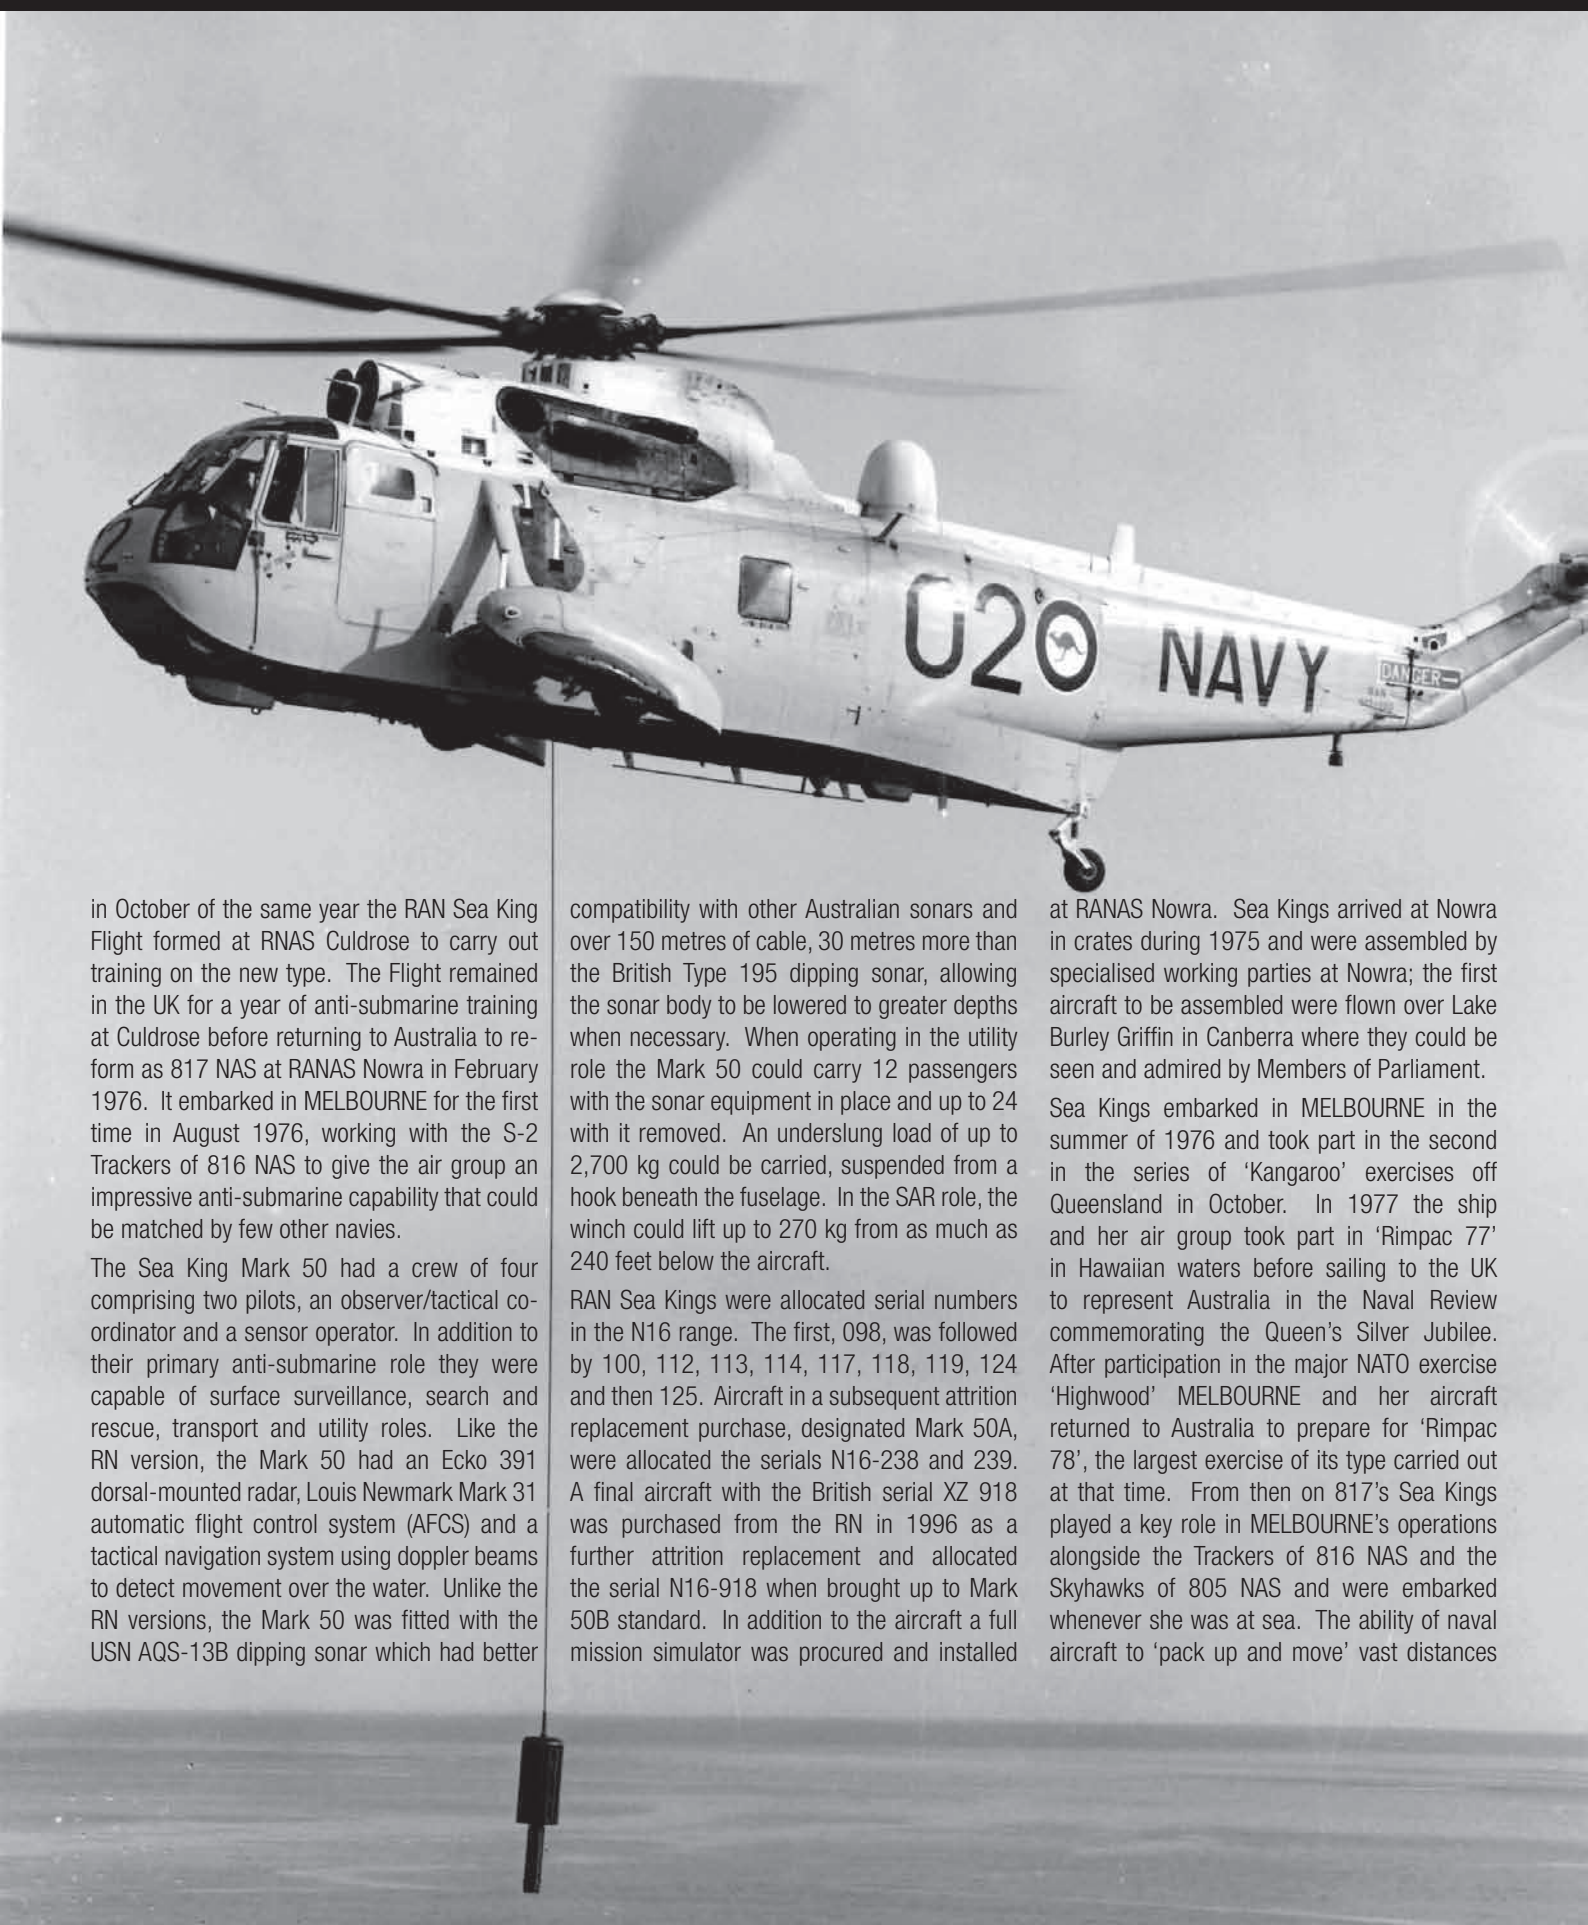 2
02
NAVY
DANGER
in October of the same year the RAN Sea King
Flight formed at RNAS Culdrose to carry out
training on the new type. The Flight remained
in the UK for a year of anti-submarine training
at Culdrose before returning to Australia to re-
form as 817 NAS at RANAS Nowra in February
1976. It embarked in MELBOURNE for the first
time in August 1976, working with the S-2
Trackers of 816 NAS to give the air group an
impressive anti-submarine capability that could
be matched by few other navies.
The Sea King Mark 50 had a crew of four
comprising two pilots, an observer/tactical co-
ordinator and a sensor operator. In addition to
their primary anti-submarine role they were
capable of surface surveillance, search and
rescue, transport and utility roles. Like the
RN version, the Mark 50 had an Ecko 391
dorsal-mounted radar, Louis Newmark Mark 31
automatic flight control system (AFCS) and a
tactical navigation system using doppler beams
to detect movement over the water. Unlike the
RN versions, the Mark 50 was fitted with the
USN AQS-13B dipping sonar which had better
compatibility with other Australian sonars and
over 150 metres of cable, 30 metres more than
the British Type 195 dipping sonar, allowing
the sonar body to be lowered to greater depths
when necessary. When operating in the utility
role the Mark 50 could carry 12 passengers
with the sonar equipment in place and up to 24
with it removed. An underslung load of up to
2,700 kg could be carried, suspended from a
hook beneath the fuselage. In the SAR role, the
winch could lift up to 270 kg from as much as
240 feet below the aircraft.
RAN Sea Kings were allocated serial numbers
in the N16 range. The first, 098, was followed
by 100, 112, 113, 114, 117, 118, 119, 124
and then 125. Aircraft in a subsequent attrition
replacement purchase, designated Mark 50A,
were allocated the serials N16-238 and 239.
A final aircraft with the British serial XZ 918
was purchased from the RN in 1996 as a
further attrition replacement and allocated
the serial N16-918 when brought up to Mark
50B standard. In addition to the aircraft a full
mission simulator was procured and installed
at RANAS Nowra. Sea Kings arrived at Nowra
in crates during 1975 and were assembled by
specialised working parties at Nowra; the first
aircraft to be assembled were flown over Lake
Burley Griffin in Canberra where they could be
seen and admired by Members of Parliament.
Sea Kings embarked in MELBOURNE in the
summer of 1976 and took part in the second
in the series of ‘Kangaroo’ exercises off
Queensland in October. In 1977 the ship
and her air group took part in ‘Rimpac 77’
in Hawaiian waters before sailing to the UK
to represent Australia in the Naval Review
commemorating the Queen’s Silver Jubilee.
After participation in the major NATO exercise
‘Highwood’ MELBOURNE and her aircraft
returned to Australia to prepare for ‘Rimpac
78’, the largest exercise of its type carried out
at that time. From then on 817’s Sea Kings
played a key role in MELBOURNE’s operations
alongside the Trackers of 816 NAS and the
Skyhawks of 805 NAS and were embarked
whenever she was at sea. The ability of naval
aircraft to ‘pack up and move’ vast distances